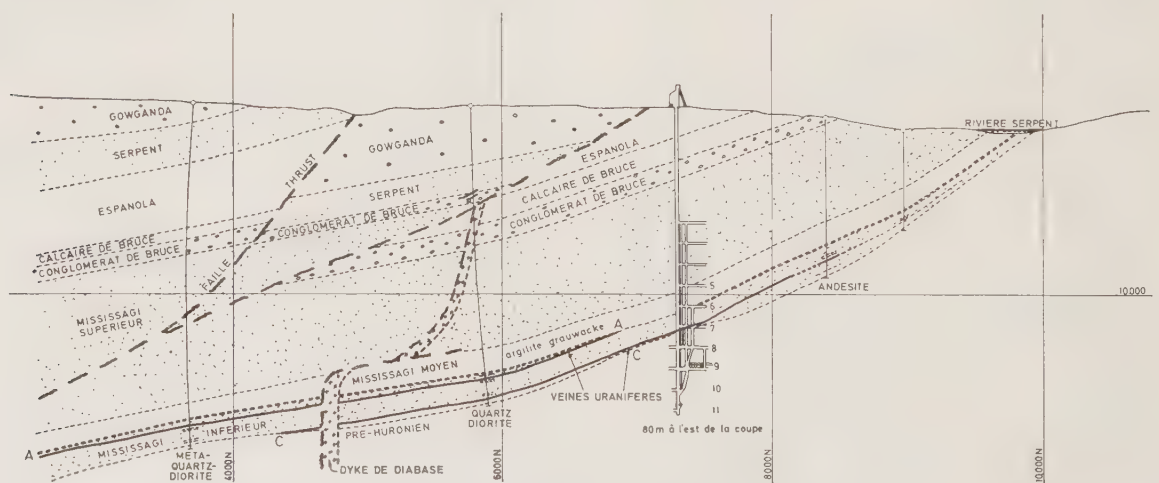 GOWGANDA
SERPENT
ESPANOLA
CALCAIRE DE BRUCE
CONGLOMERAT DE BRUCE
MISSISSAGI
SUPERIEUR
FAILLE
THRUST
GOWGANDA
SERPENT
CONGLOMERAT DE BRUCE
ESPANOLA
CALCAIRE DE BRUCE
CONGLOMERAT DE BRUCE
RIVIERE SERPENT
ANDESITE
10.000
5
6
7
8
9
10
11
80m à l'est de la coupe
argilite grauwacke
A
MISSISSAGI MOYEN
C
VEINES URANIFERES
QUARTZ
DIORITE
A
MISSISSAGI INFERIEUR
C
PRE-HURONIEN
META-
QUARTZ-
DIORITE
DYKE DE DIABASE
4000N
6000N
8000N
10,000N